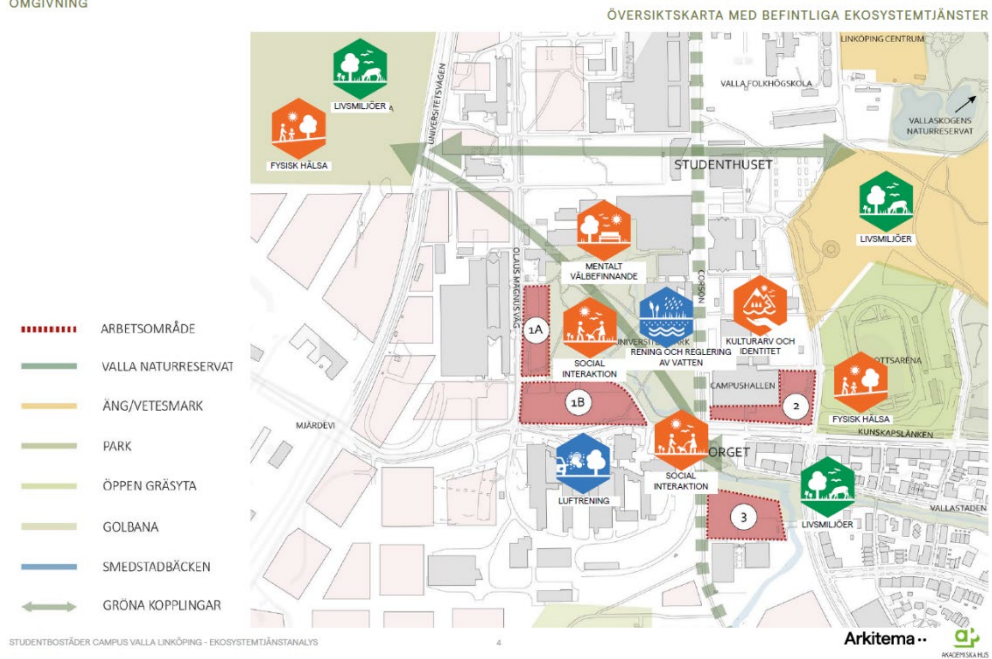 OMGIVNING
ÖVERSIKTSKARTA MED BEFINTLIGA EKOSYSTEMTJÄNSTER
LINKÖPING CENTRUM
VALLA FOLKHÖGSKOLA
VALLASKOGENS
NATURRESERVAT
UNIVERSITETSVÄGEN
LIVSMILJÖER
FYSISK HÄLSA
STUDENTHUSET
LIVSMILJÖER
MENTALT
VÄLBEFINNANDE
OLAUS MAGNUS VÄG
CORSON
1A
SOCIAL
INTERAKTION
RENING OCH REGLERING
AV VATTEN
KULTURARV OCH
IDENTITET
1B
CAMPUSHALLEN
2
FYSISK HÄLSA
KUNSKAPSLÄNKEN
MJÄRDEVI
LUFTRENING
SOCIAL
INTERAKTION
ORGET
3
LIVSMILJÖER
VALLASTADEN
ARBETSOMRÅDE
VALLA NATURRESERVAT
ÄNG/VETESMARK
PARK
ÖPPEN GRÄSYTA
GOLBANA
SMEDSTADBÄCKEN
GRÖNA KOPPLINGAR
STUDENTBOSTÄDER CAMPUS VALLA LINKÖPING - EKOSYSTEMTJÄNSTANALYS
4
Arkitema
AKADEMISKA HUS